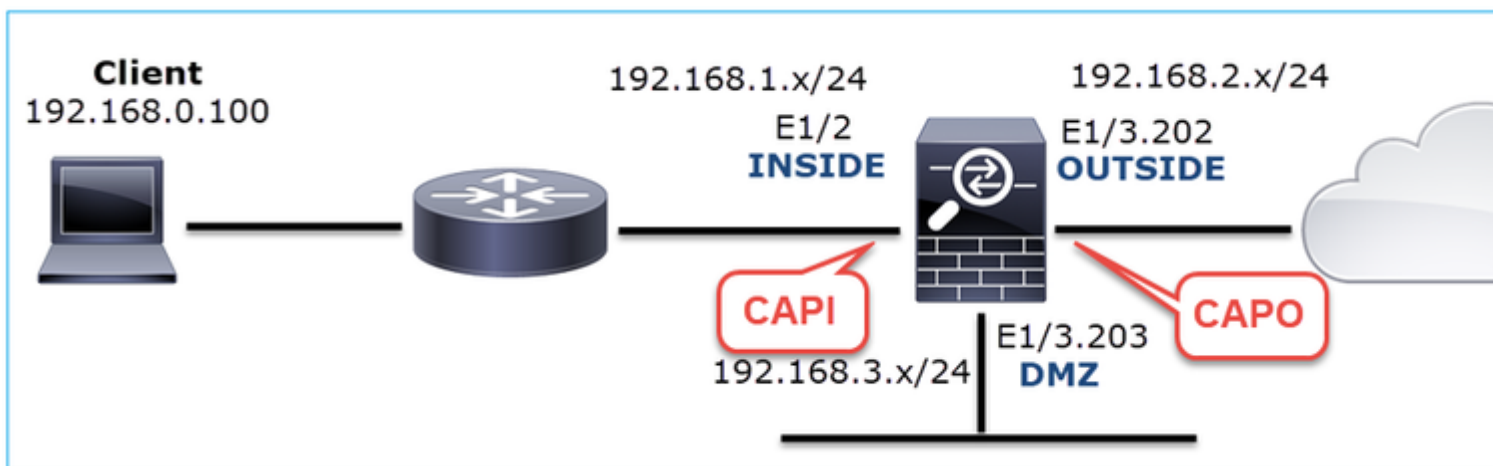 Client
192.168.0.100
192.168.1.x/24
E1/2
INSIDE
192.168.2.x/24
E1/3.202
OUTSIDE
CAPI
CAPO
E1/3.203
DMZ
192.168.3.x/24